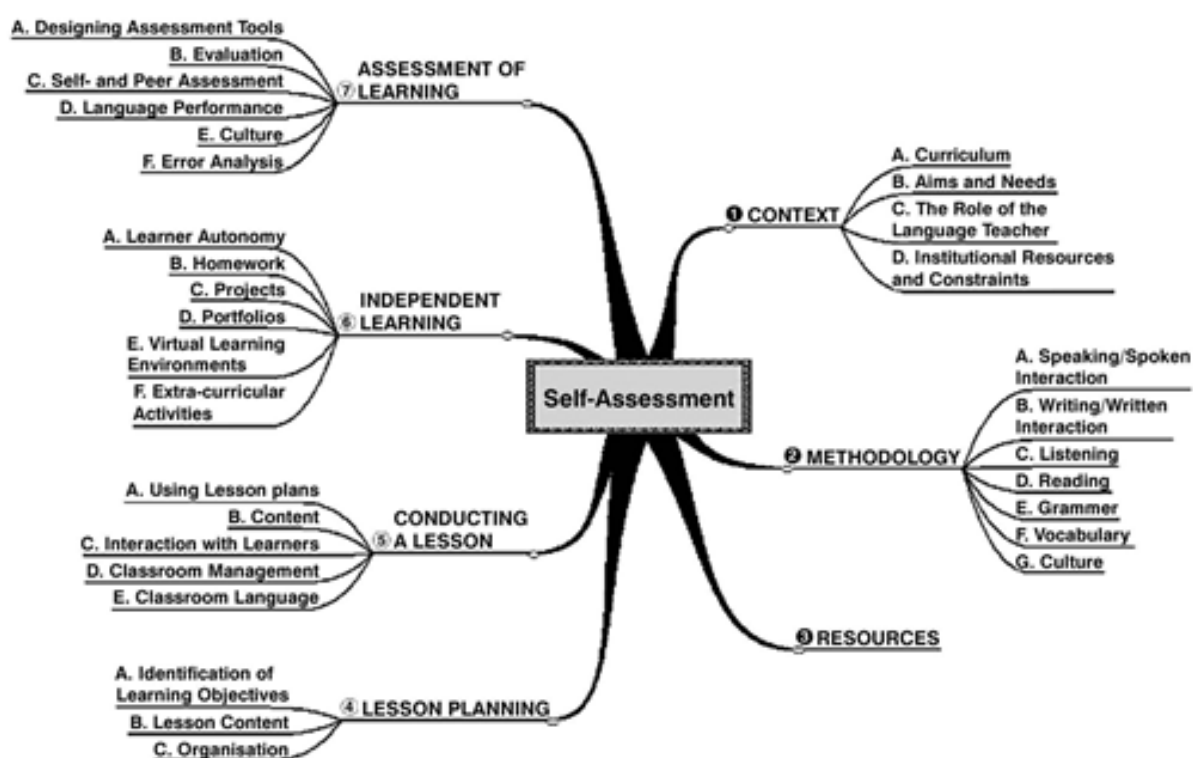 Self-Assessment
❶ CONTEXT
A. Curriculum
B. Aims and Needs
C. The Role of the
Language Teacher
D. Institutional Resources
and Constraints
❷ METHODOLOGY
A. Speaking/Spoken
Interaction
B. Writing/Written
Interaction
C. Listening
D. Reading
E. Grammer
F. Vocabulary
G. Culture
❸ RESOURCES
④ LESSON PLANNING
A. Identification of
Learning Objectives
B. Lesson Content
C. Organisation
CONDUCTING
⑤ A LESSON
A. Using Lesson plans
B. Content
C. Interaction with Learners
D. Classroom Management
E. Classroom Language
INDEPENDENT
⑥ LEARNING
A. Learner Autonomy
B. Homework
C. Projects
D. Portfolios
E. Virtual Learning
Environments
F. Extra-curricular
Activities
ASSESSMENT OF
⑦ LEARNING
A. Designing Assessment Tools
B. Evaluation
C. Self- and Peer Assessment
D. Language Performance
E. Culture
F. Error Analysis